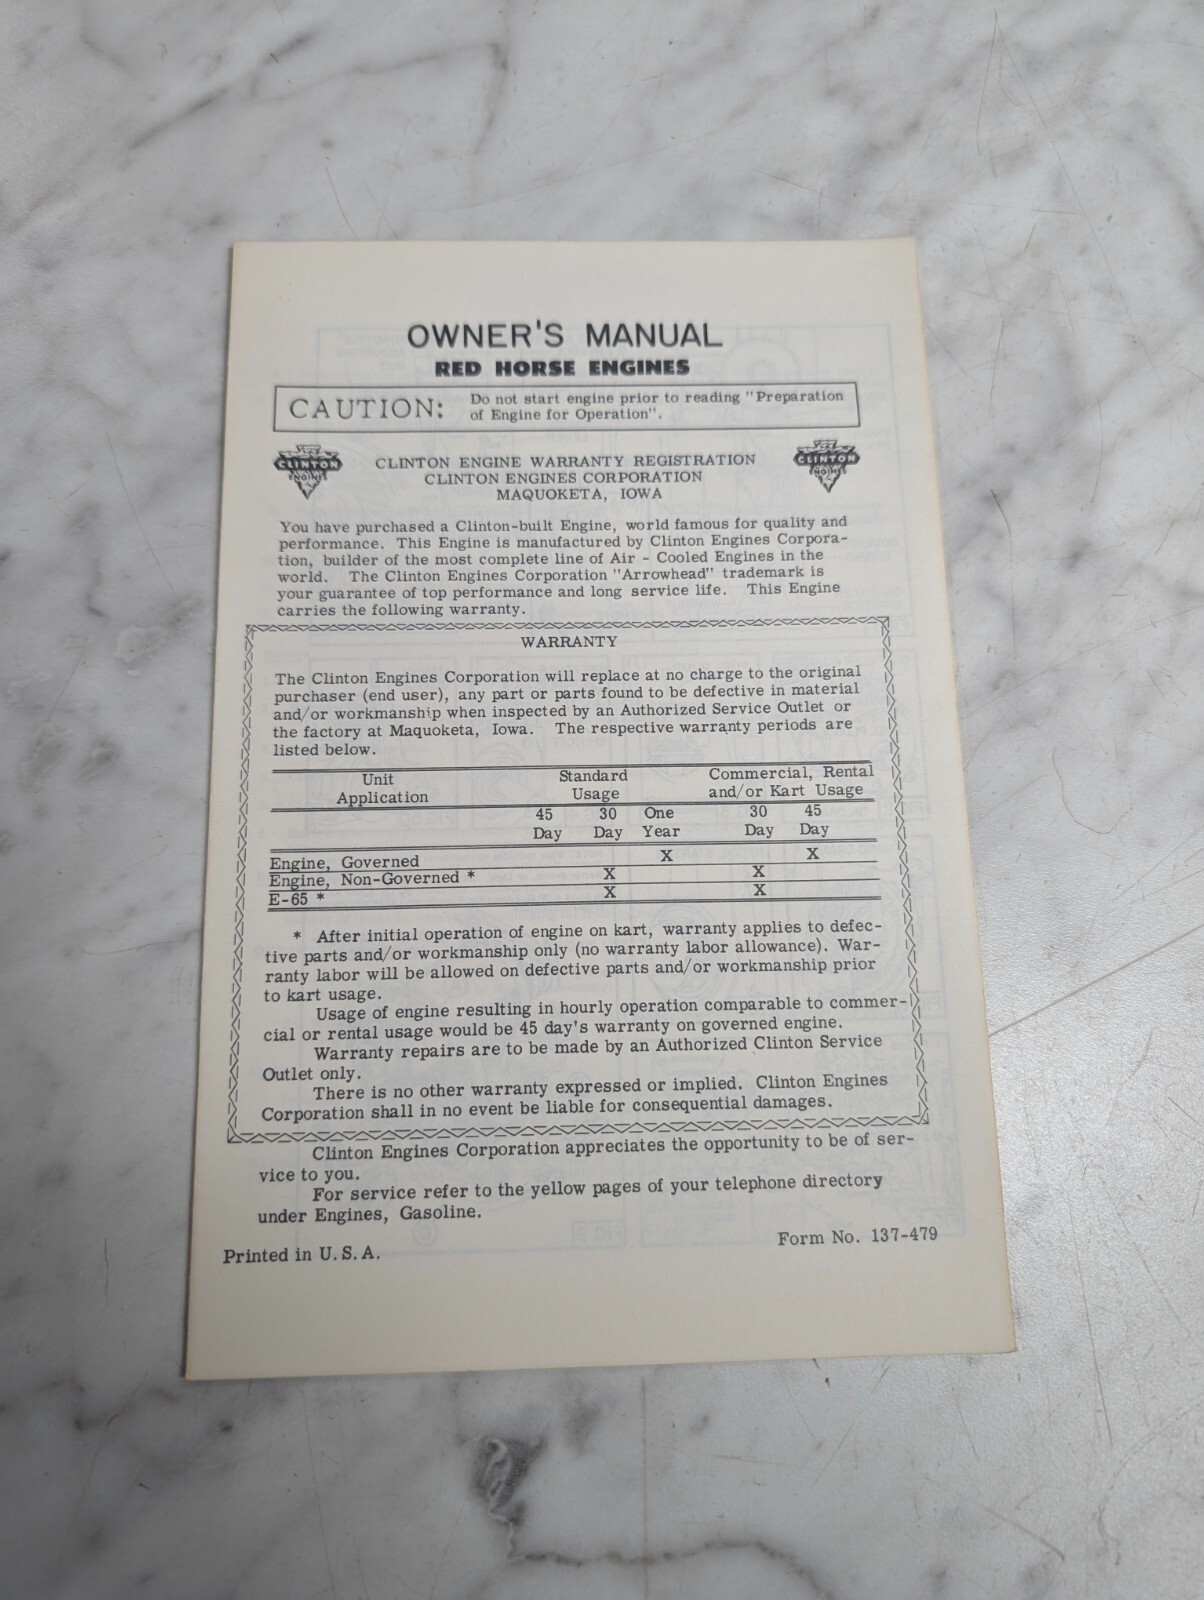 OWNER'S MANUAL
RED HORSE ENGINES
CAUTION: Do not start engine prior to reading "Preparation
of Engine for Operation".
CLINTON ENGINES
CLINTON ENGINES
CLINTON ENGINE WARRANTY REGISTRATION
CLINTON ENGINES CORPORATION
MAQUOKETA, IOWA
You have purchased a Clinton-built Engine, world famous for quality and
performance. This Engine is manufactured by Clinton Engines Corpora-
tion, builder of the most complete line of Air - Cooled Engines in the
world. The Clinton Engines Corporation "Arrowhead" trademark is
your guarantee of top performance and long service life. This Engine
carries the following warranty.
WARRANTY
The Clinton Engines Corporation will replace at no charge to the original
purchaser (end user), any part or parts found to be defective in material
and/or workmanship when inspected by an Authorized Service Outlet or
the factory at Maquoketa, Iowa. The respective warranty periods are
listed below.
Unit Standard Commercial, Rental
Application Usage and/or Kart Usage
45 30 One 30 45
Day Day Year Day Day
Engine, Governed X X
Engine, Non-Governed * X X
E-65 * X X
* After initial operation of engine on kart, warranty applies to defec-
tive parts and/or workmanship only (no warranty labor allowance). War-
ranty labor will be allowed on defective parts and/or workmanship prior
to kart usage.
Usage of engine resulting in hourly operation comparable to commer-
cial or rental usage would be 45 day's warranty on governed engine.
Warranty repairs are to be made by an Authorized Clinton Service
Outlet only.
There is no other warranty expressed or implied. Clinton Engines
Corporation shall in no event be liable for consequential damages.
Clinton Engines Corporation appreciates the opportunity to be of ser-
vice to you.
For service refer to the yellow pages of your telephone directory
under Engines, Gasoline.
Printed in U.S.A.
Form No. 137-479